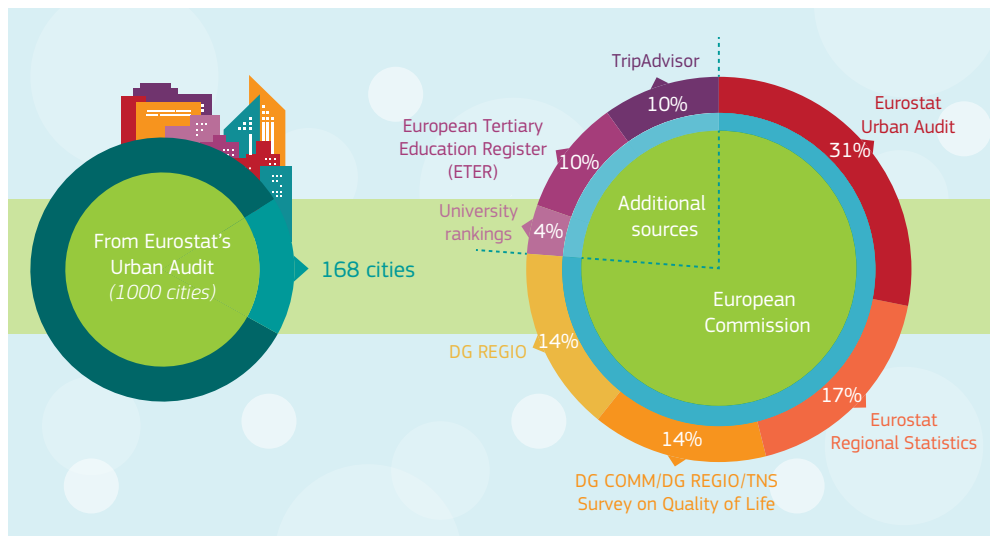 From Eurostat's
Urban Audit
(1000 cities)
168 cities
TripAdvisor
10%
European Tertiary
Education Register
(ETER)
10%
University
rankings
4%
Additional
sources
Eurostat
Urban Audit
31%
European
Commission
DG REGIO
14%
17%
Eurostat
Regional Statistics
14%
DG COMM/DG REGIO/TNS
Survey on Quality of Life